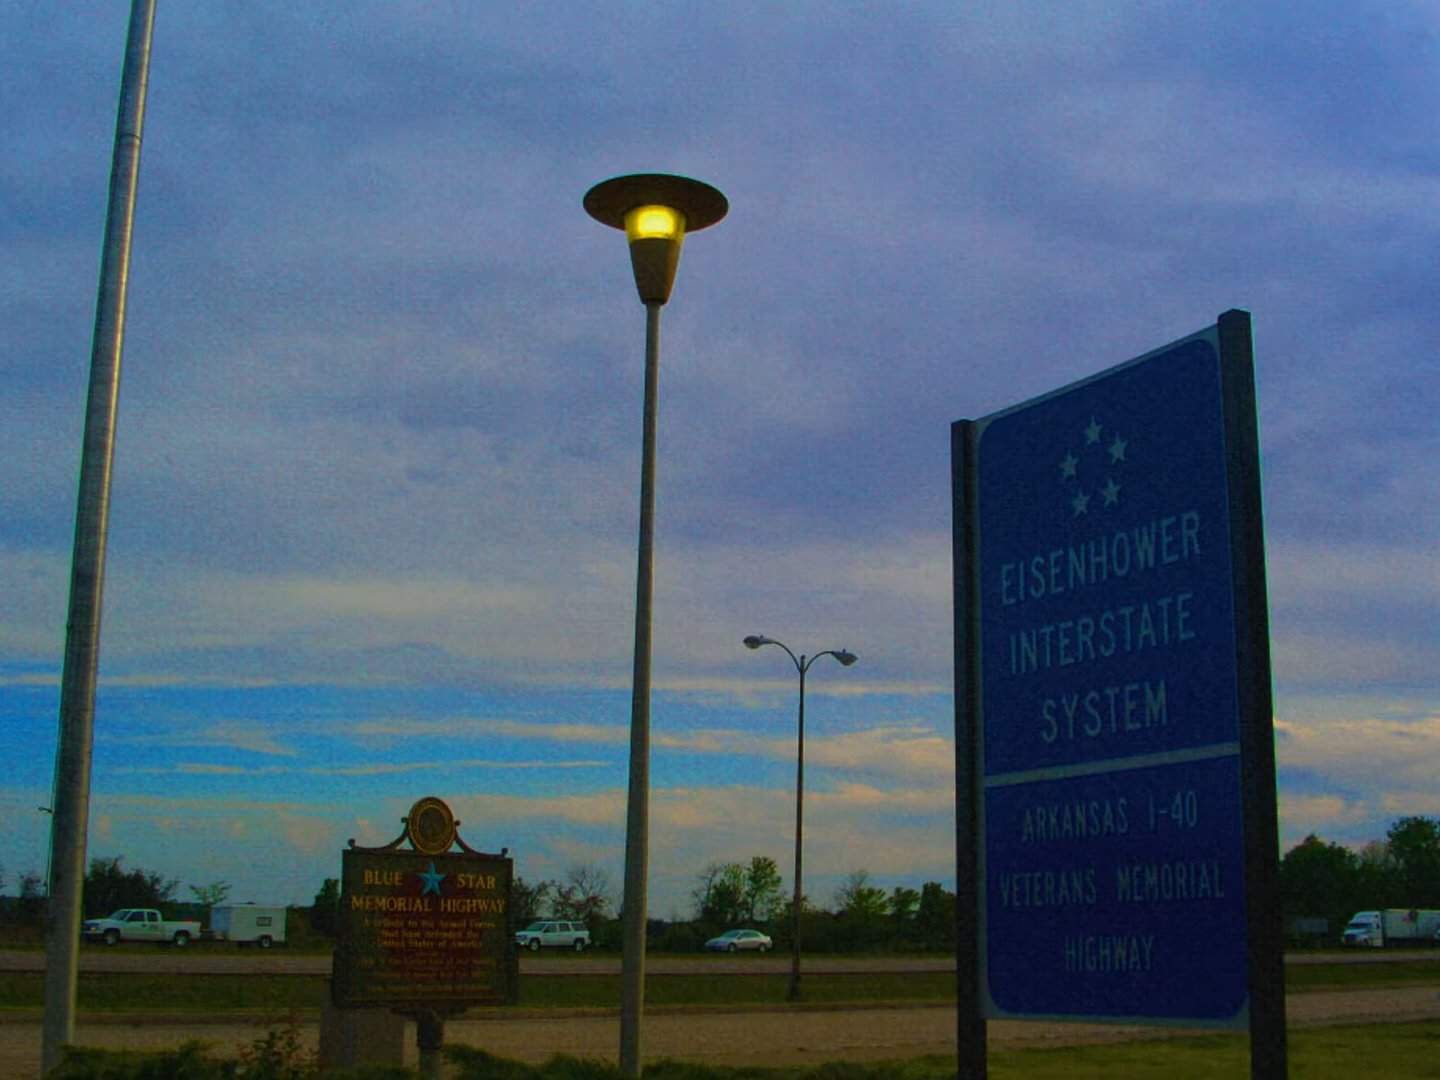 BLUE STAR
MEMORIAL HIGHWAY
A tribute to the Armed Forces
that have defended the
United States of America
EISENHOWER
INTERSTATE
SYSTEM
ARKANSAS I-40
VETERANS MEMORIAL
HIGHWAY